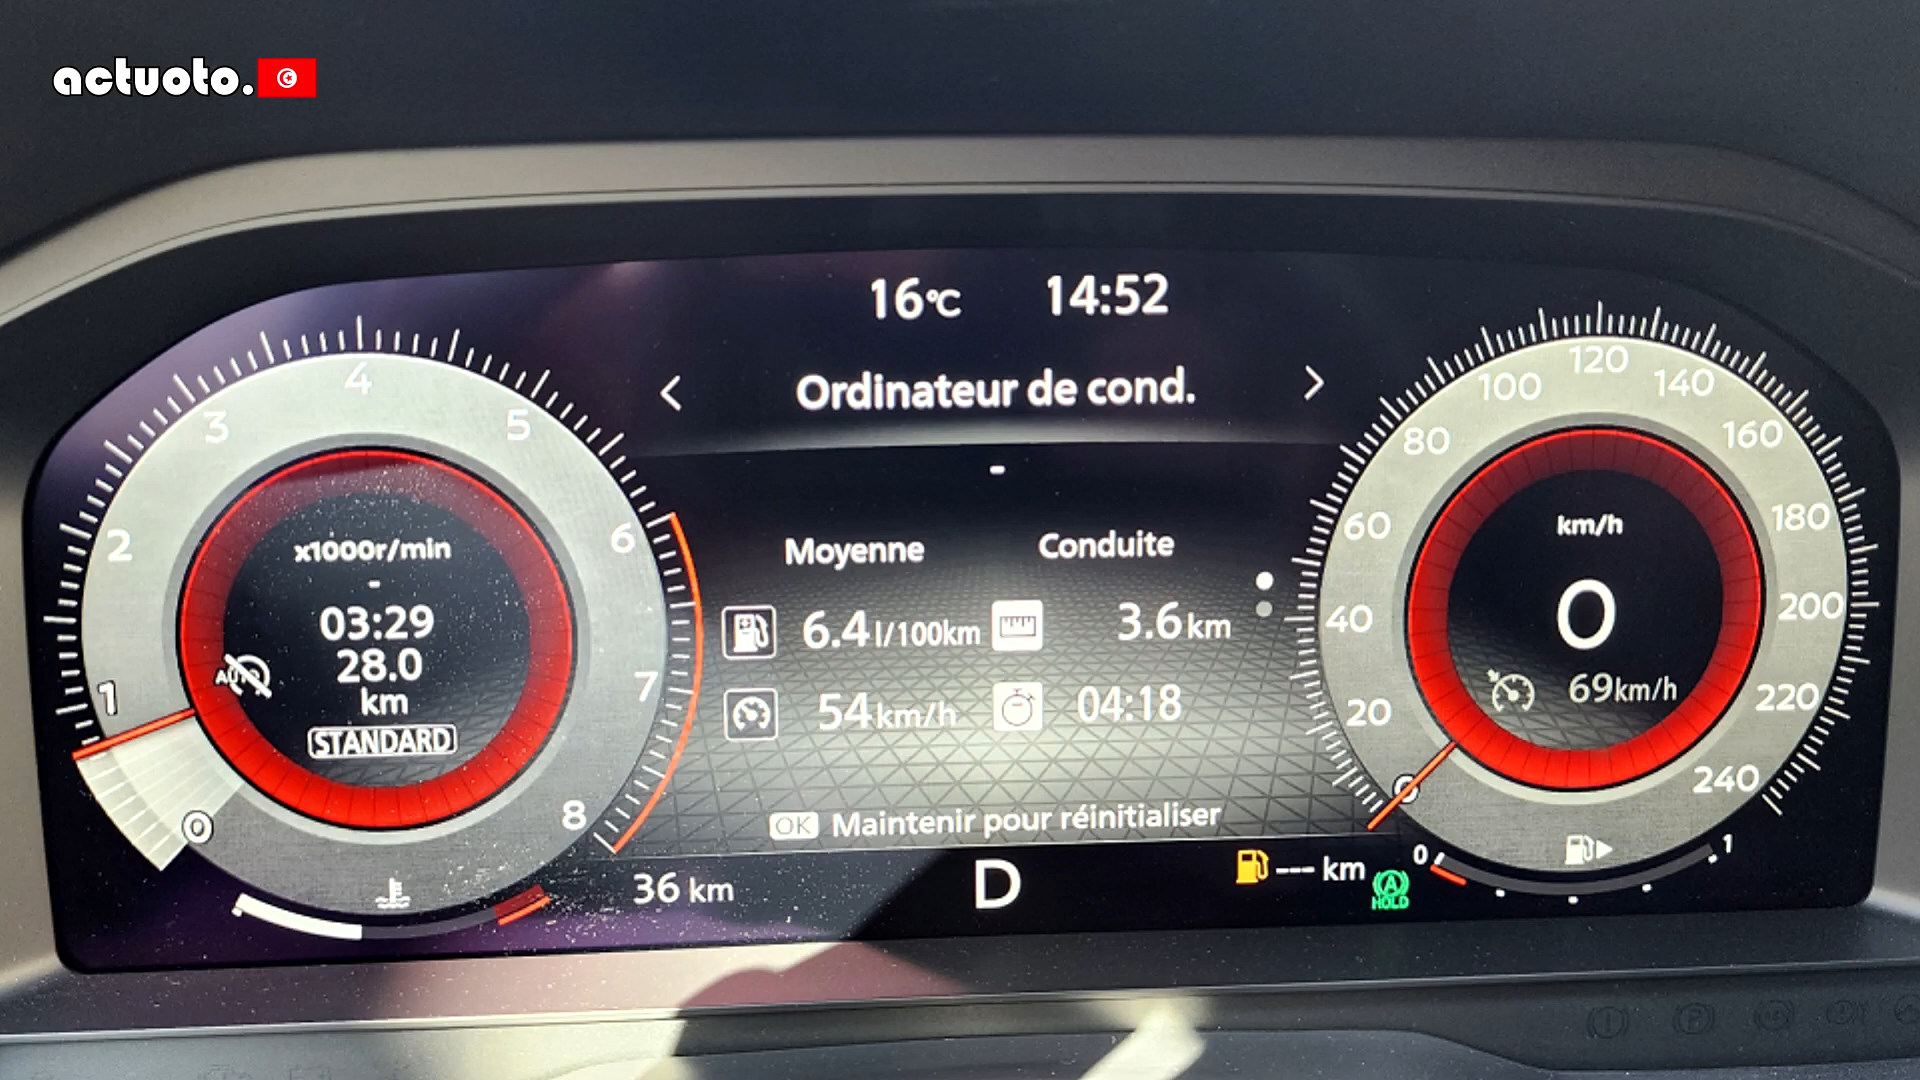 actuoto.
16°C 14:52
Ordinateur de cond.
-
Moyenne Conduite
6.4 l/100km 3.6 km
54 km/h 04:18
OK Maintenir pour réinitialiser
36 km
D
--- km
A
HOLD
0 1
0 1 2 3 4 5 6 7 8
x1000r/min
-
03:29
28.0
km
STANDARD
AUTO
0 20 40 60 80 100 120 140 160 180 200 220 240
km/h
0
69km/h